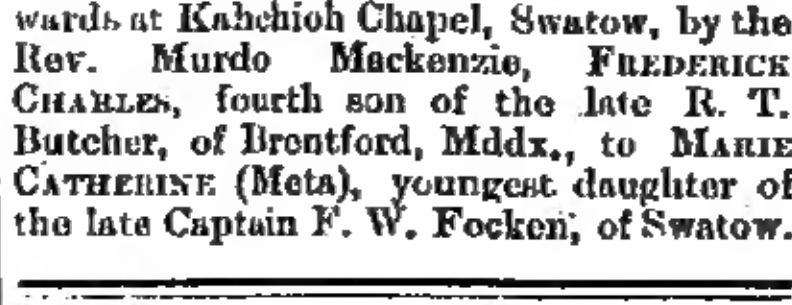 wards at Kahchioh Chapel, Swatow, by the
Rev. Murdo Mackenzie, FREDERICK
CHARLES, fourth son of the late R. T.
Butcher, of Brentford, Mddx., to MARIE
CATHERINE (Meta), youngest daughter of
the late Captain F. W. Focken, of Swatow.